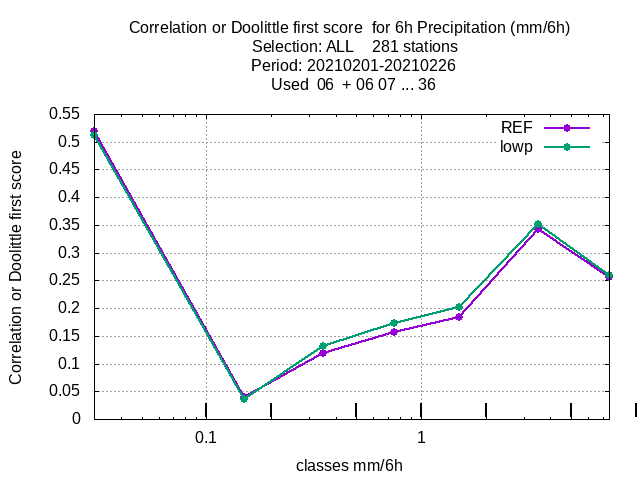 Correlation or Doolittle first score  for 6h Precipitation (mm/6h)
Selection: ALL    281 stations
Period: 20210201-20210226
Used  06  + 06 07 ... 36
REF
lowp
Correlation or Doolittle first score
0.55
0.5
0.45
0.4
0.35
0.3
0.25
0.2
0.15
0.1
0.05
0
0.1
1
classes mm/6h